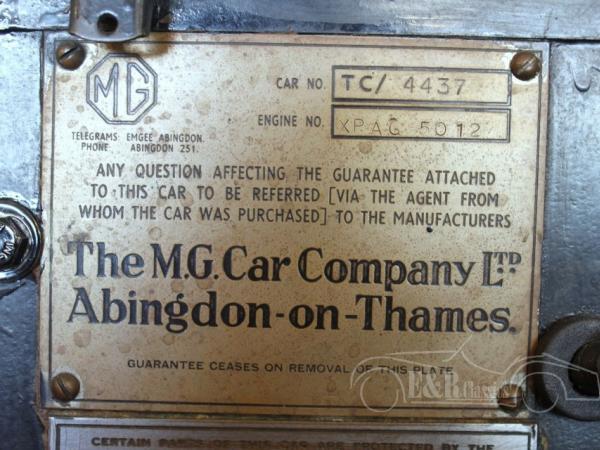 MG
CAR NO. TC/ 4437
ENGINE NO. XPAG 5012
TELEGRAMS: EMGEE ABINGDON.
PHONE ABINGDON 251.
ANY QUESTION AFFECTING THE GUARANTEE ATTACHED
TO THIS CAR TO BE REFERRED [VIA THE AGENT FROM
WHOM THE CAR WAS PURCHASED] TO THE MANUFACTURERS
The M.G. Car Company LTD
Abingdon-on-Thames.
GUARANTEE CEASES ON REMOVAL OF THIS PLATE
E&R Classics
CERTAIN PARTS OF THIS CAR ARE PROTECTED BY THE